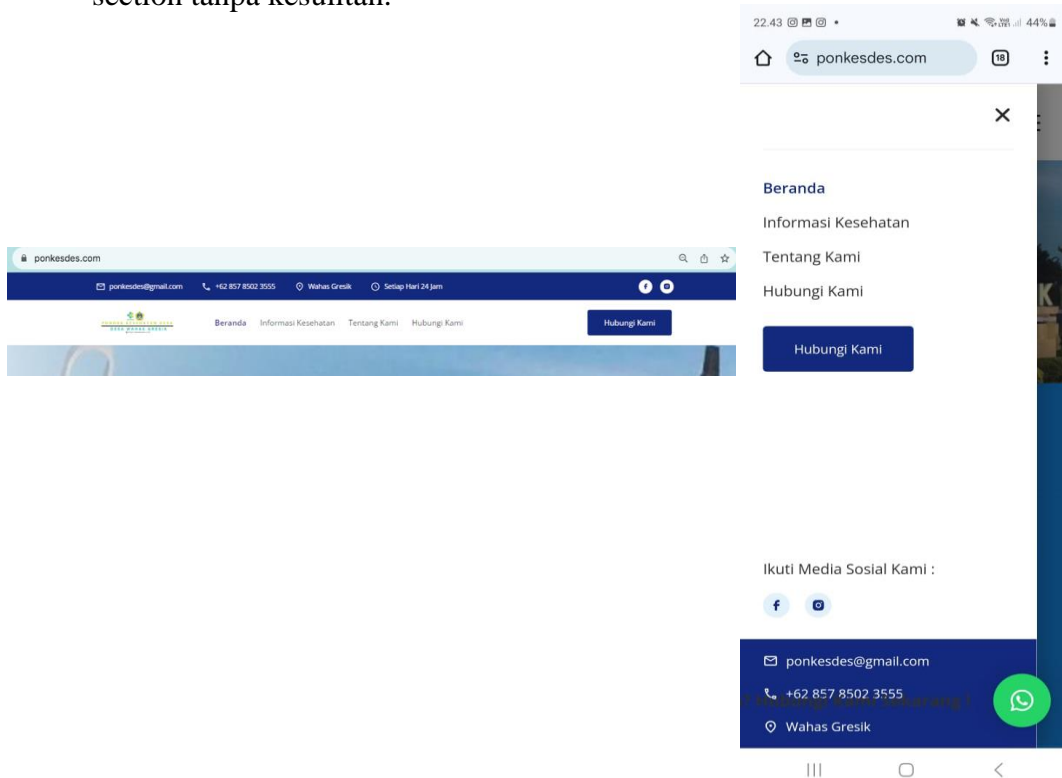 section tanpa kesulitan.
ponkesdes.com
ponkesdes@gmail.com +62 857 8502 3555 Wahas Gresik Setiap Hari 24 Jam
Beranda Informasi Kesehatan Tentang Kami Hubungi Kami Hubungi Kami
22.43 44%
ponkesdes.com 18
Beranda
Informasi Kesehatan
Tentang Kami
Hubungi Kami
Hubungi Kami
K
Ikuti Media Sosial Kami :
ponkesdes@gmail.com
+62 857 8502 3555
Wahas Gresik